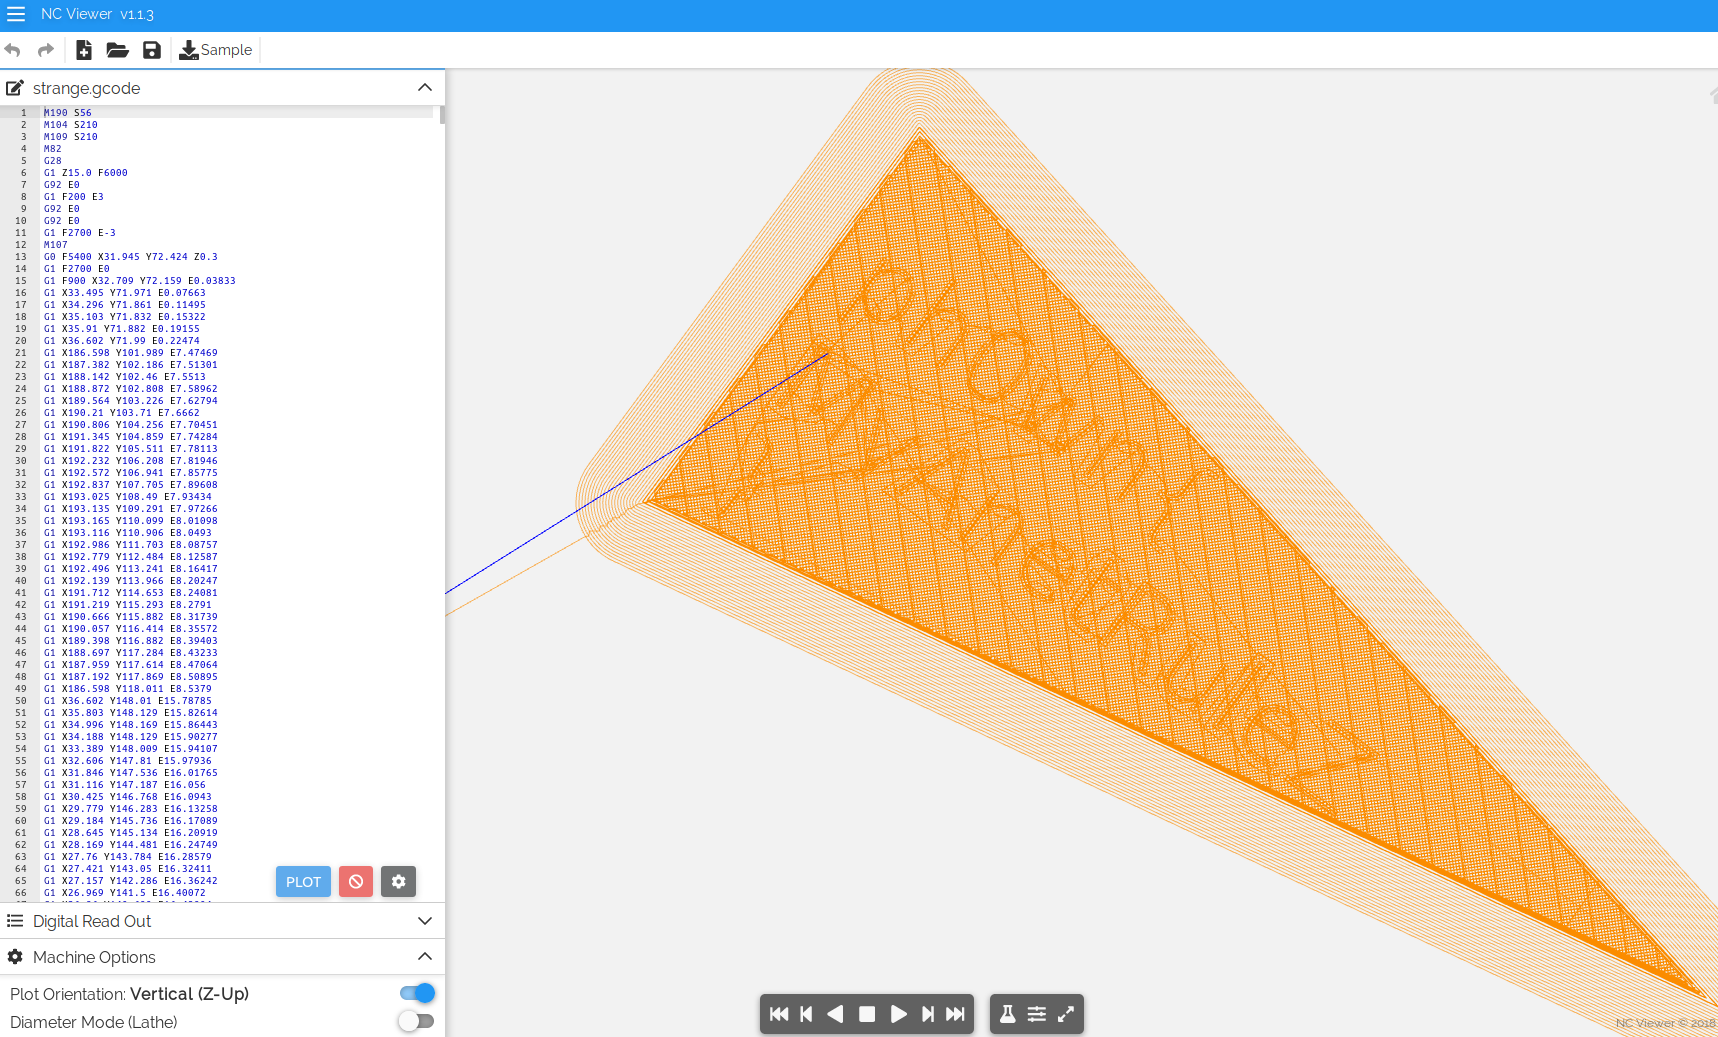 NC Viewer v1.1.3
Sample
strange.gcode
1 M190 S56
2 M104 S210
3 M109 S210
4 M82
5 G28
6 G1 Z15.0 F6000
7 G92 E0
8 G1 F200 E3
9 G92 E0
10 G92 E0
11 G1 F2700 E-3
12 M107
13 G0 F5400 X31.945 Y72.424 Z0.3
14 G1 F2700 E0
15 G1 F900 X32.709 Y72.159 E0.03833
16 G1 X33.495 Y71.971 E0.07663
17 G1 X34.296 Y71.861 E0.11495
18 G1 X35.103 Y71.832 E0.15322
19 G1 X35.91 Y71.882 E0.19155
20 G1 X36.602 Y71.99 E0.22474
21 G1 X186.598 Y101.989 E7.47469
22 G1 X187.382 Y102.186 E7.51301
23 G1 X188.142 Y102.46 E7.5513
24 G1 X188.872 Y102.808 E7.58962
25 G1 X189.564 Y103.226 E7.62794
26 G1 X190.21 Y103.71 E7.6662
27 G1 X190.806 Y104.256 E7.70451
28 G1 X191.345 Y104.859 E7.74284
29 G1 X191.822 Y105.511 E7.78113
30 G1 X192.232 Y106.208 E7.81946
31 G1 X192.572 Y106.941 E7.85775
32 G1 X192.837 Y107.705 E7.89608
33 G1 X193.025 Y108.49 E7.93434
34 G1 X193.135 Y109.291 E7.97266
35 G1 X193.165 Y110.099 E8.01098
36 G1 X193.116 Y110.906 E8.0493
37 G1 X192.986 Y111.703 E8.08757
38 G1 X192.779 Y112.484 E8.12587
39 G1 X192.496 Y113.241 E8.16417
40 G1 X192.139 Y113.966 E8.20247
41 G1 X191.712 Y114.653 E8.24081
42 G1 X191.219 Y115.293 E8.2791
43 G1 X190.666 Y115.882 E8.31739
44 G1 X190.057 Y116.414 E8.35572
45 G1 X189.398 Y116.882 E8.39403
46 G1 X188.697 Y117.284 E8.43233
47 G1 X187.959 Y117.614 E8.47064
48 G1 X187.192 Y117.869 E8.50895
49 G1 X186.598 Y118.011 E8.5379
50 G1 X36.602 Y148.01 E15.78785
51 G1 X35.803 Y148.129 E15.82614
52 G1 X34.996 Y148.169 E15.86443
53 G1 X34.188 Y148.129 E15.90277
54 G1 X33.389 Y148.009 E15.94107
55 G1 X32.606 Y147.81 E15.97936
56 G1 X31.846 Y147.536 E16.01765
57 G1 X31.116 Y147.187 E16.056
58 G1 X30.425 Y146.768 E16.0943
59 G1 X29.779 Y146.283 E16.13258
60 G1 X29.184 Y145.736 E16.17089
61 G1 X28.645 Y145.134 E16.20919
62 G1 X28.169 Y144.481 E16.24749
63 G1 X27.76 Y143.784 E16.28579
64 G1 X27.421 Y143.05 E16.32411
65 G1 X27.157 Y142.286 E16.36242
66 G1 X26.969 Y141.5 E16.40072
PLOT
Digital Read Out
Machine Options
Plot Orientation: Vertical (Z-Up)
Diameter Mode (Lathe)
NC Viewer © 2018